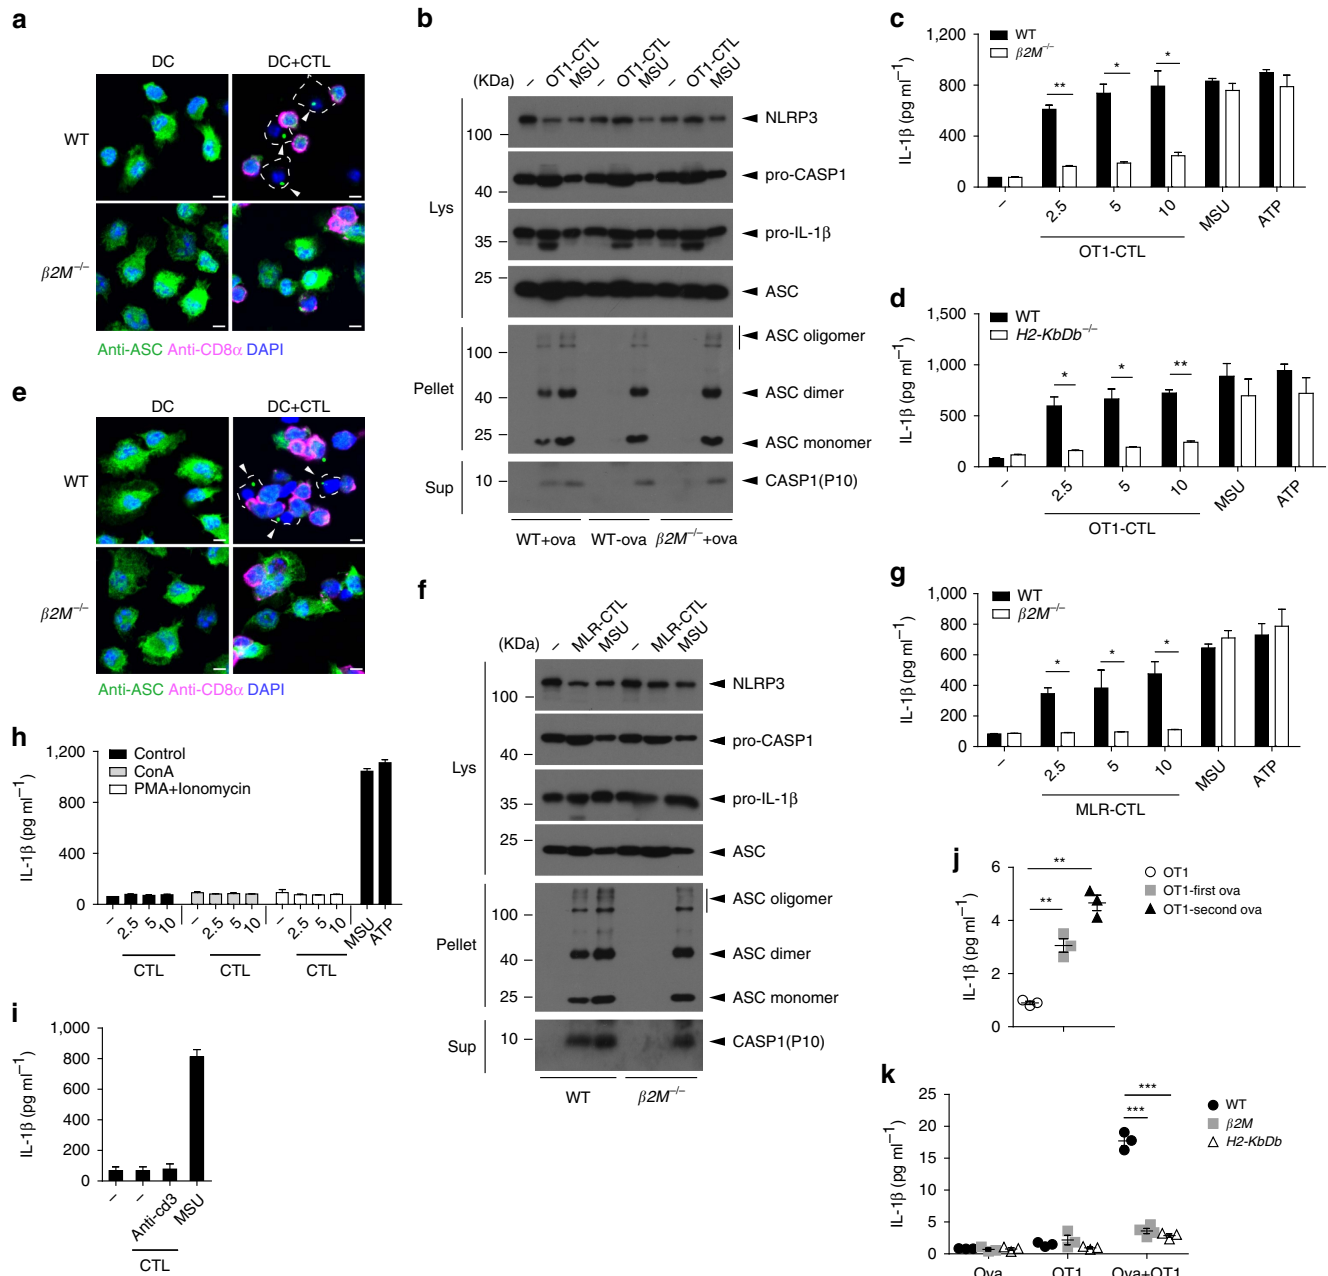 a
DC
DC+CTL
WT
β2M−/−
Anti-ASC Anti-CD8α DAPI
b
(KDa)
–
OT1-CTL
MSU
–
OT1-CTL
MSU
–
OT1-CTL
MSU
Lys
100
NLRP3
40
pro-CASP1
35
pro-IL-1β
25
ASC
Pellet
100
ASC oligomer
40
ASC dimer
25
ASC monomer
Sup
10
CASP1(P10)
WT+ova
WT-ova
β2M−/−+ova
c
WT
β2M−/−
IL-1β (pg ml−1)
1,200
800
400
0
–
2.5
5
10
MSU
ATP
OT1-CTL
**
*
*
d
WT
H2-KbDb−/−
IL-1β (pg ml−1)
1,500
1,000
500
0
–
2.5
5
10
MSU
ATP
OT1-CTL
*
*
**
e
DC
DC+CTL
WT
β2M−/−
Anti-ASC Anti-CD8α DAPI
f
(KDa)
–
MLR-CTL
MSU
–
MLR-CTL
MSU
Lys
100
NLRP3
40
pro-CASP1
35
pro-IL-1β
25
ASC
Pellet
100
ASC oligomer
40
ASC dimer
25
ASC monomer
Sup
10
CASP1(P10)
WT
β2M−/−
g
WT
β2M−/−
IL-1β (pg ml−1)
1,000
800
600
400
200
0
–
2.5
5
10
MSU
ATP
MLR-CTL
*
*
*
h
Control
ConA
PMA+Ionomycin
IL-1β (pg ml−1)
1,200
800
400
0
–
2.5
5
10
–
2.5
5
10
–
2.5
5
10
MSU
ATP
CTL
CTL
CTL
i
IL-1β (pg ml−1)
1,000
800
600
400
200
0
–
–
Anti-cd3
MSU
CTL
j
IL-1β (pg ml−1)
6
4
2
0
**
**
OT1
OT1-first ova
OT1-second ova
k
IL-1β (pg ml−1)
25
20
15
10
5
0
***
***
WT
β2M
H2-KbDb
Ova
OT1
Ova+OT1